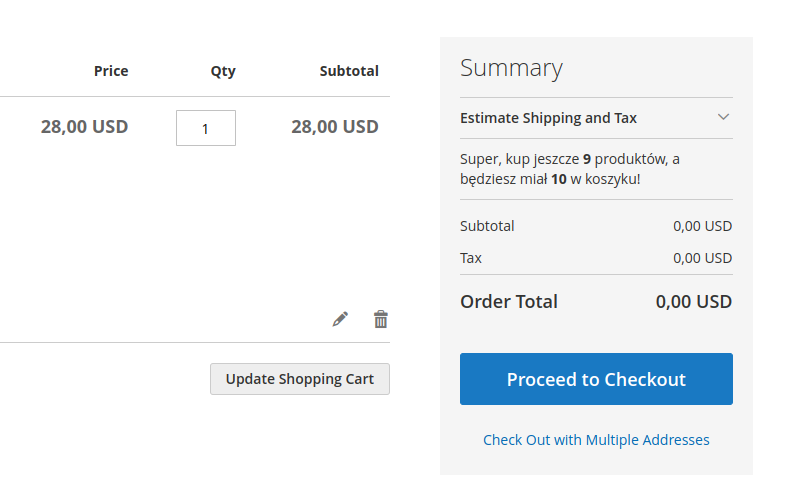 Price Qty Subtotal
28,00 USD 1 28,00 USD
Update Shopping Cart
Summary
Estimate Shipping and Tax
Super, kup jeszcze 9 produktów, a
będziesz miał 10 w koszyku!
Subtotal 0,00 USD
Tax 0,00 USD
Order Total 0,00 USD
Proceed to Checkout
Check Out with Multiple Addresses